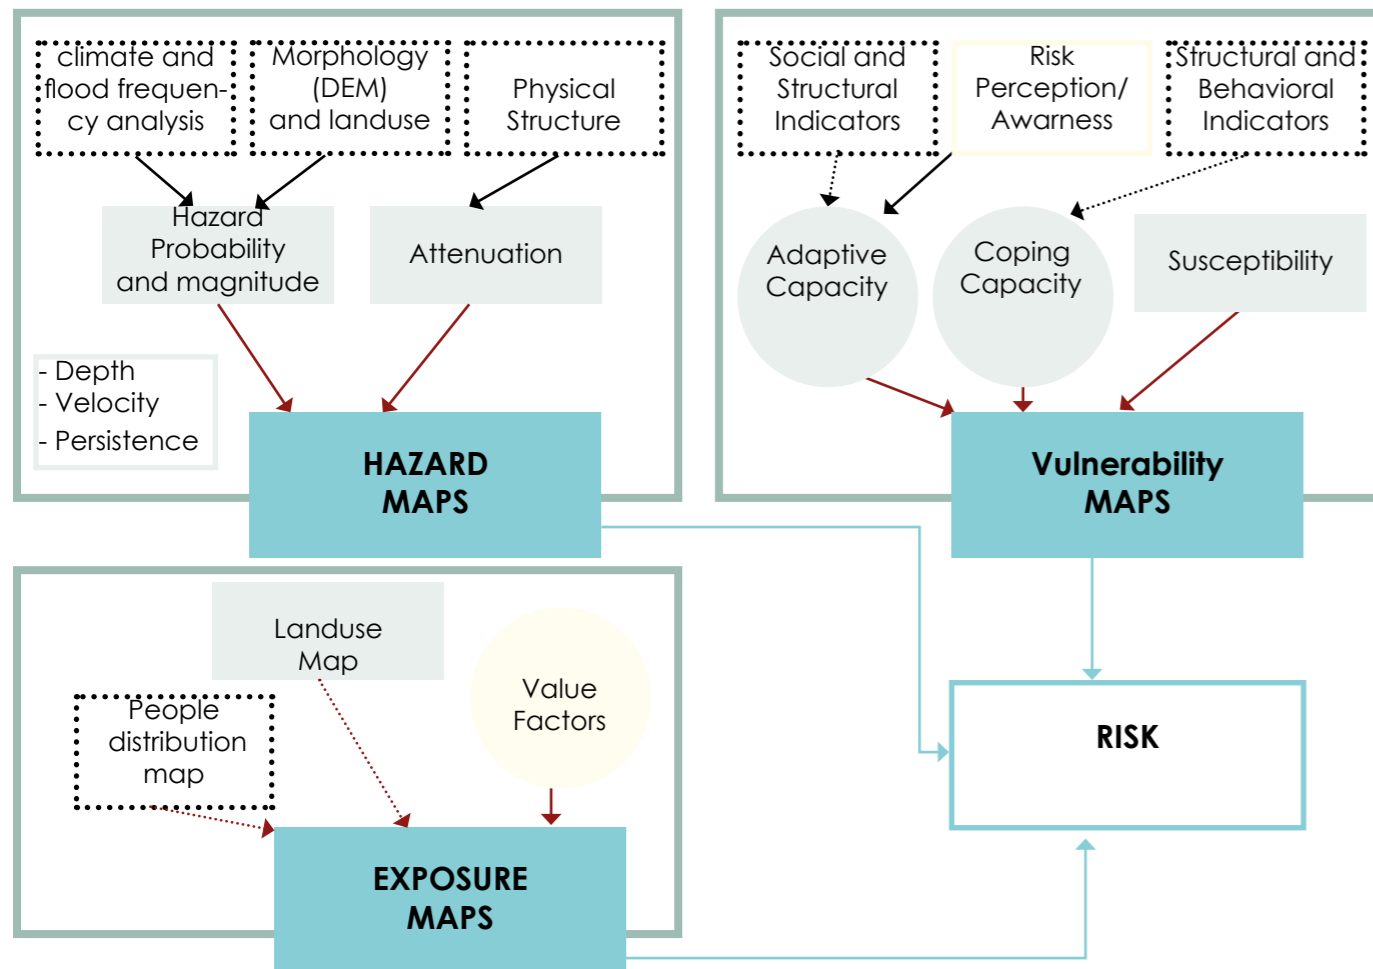 climate and
flood frequen-
cy analysis
Morphology
(DEM)
and landuse
Physical
Structure
Hazard
Probability
and magnitude
Attenuation
- Depth
- Velocity
- Persistence
HAZARD
MAPS
Social and
Structural
Indicators
Risk
Perception/
Awarness
Structural and
Behavioral
Indicators
Adaptive
Capacity
Coping
Capacity
Susceptibility
Vulnerability
MAPS
Landuse
Map
People
distribution
map
Value
Factors
EXPOSURE
MAPS
RISK